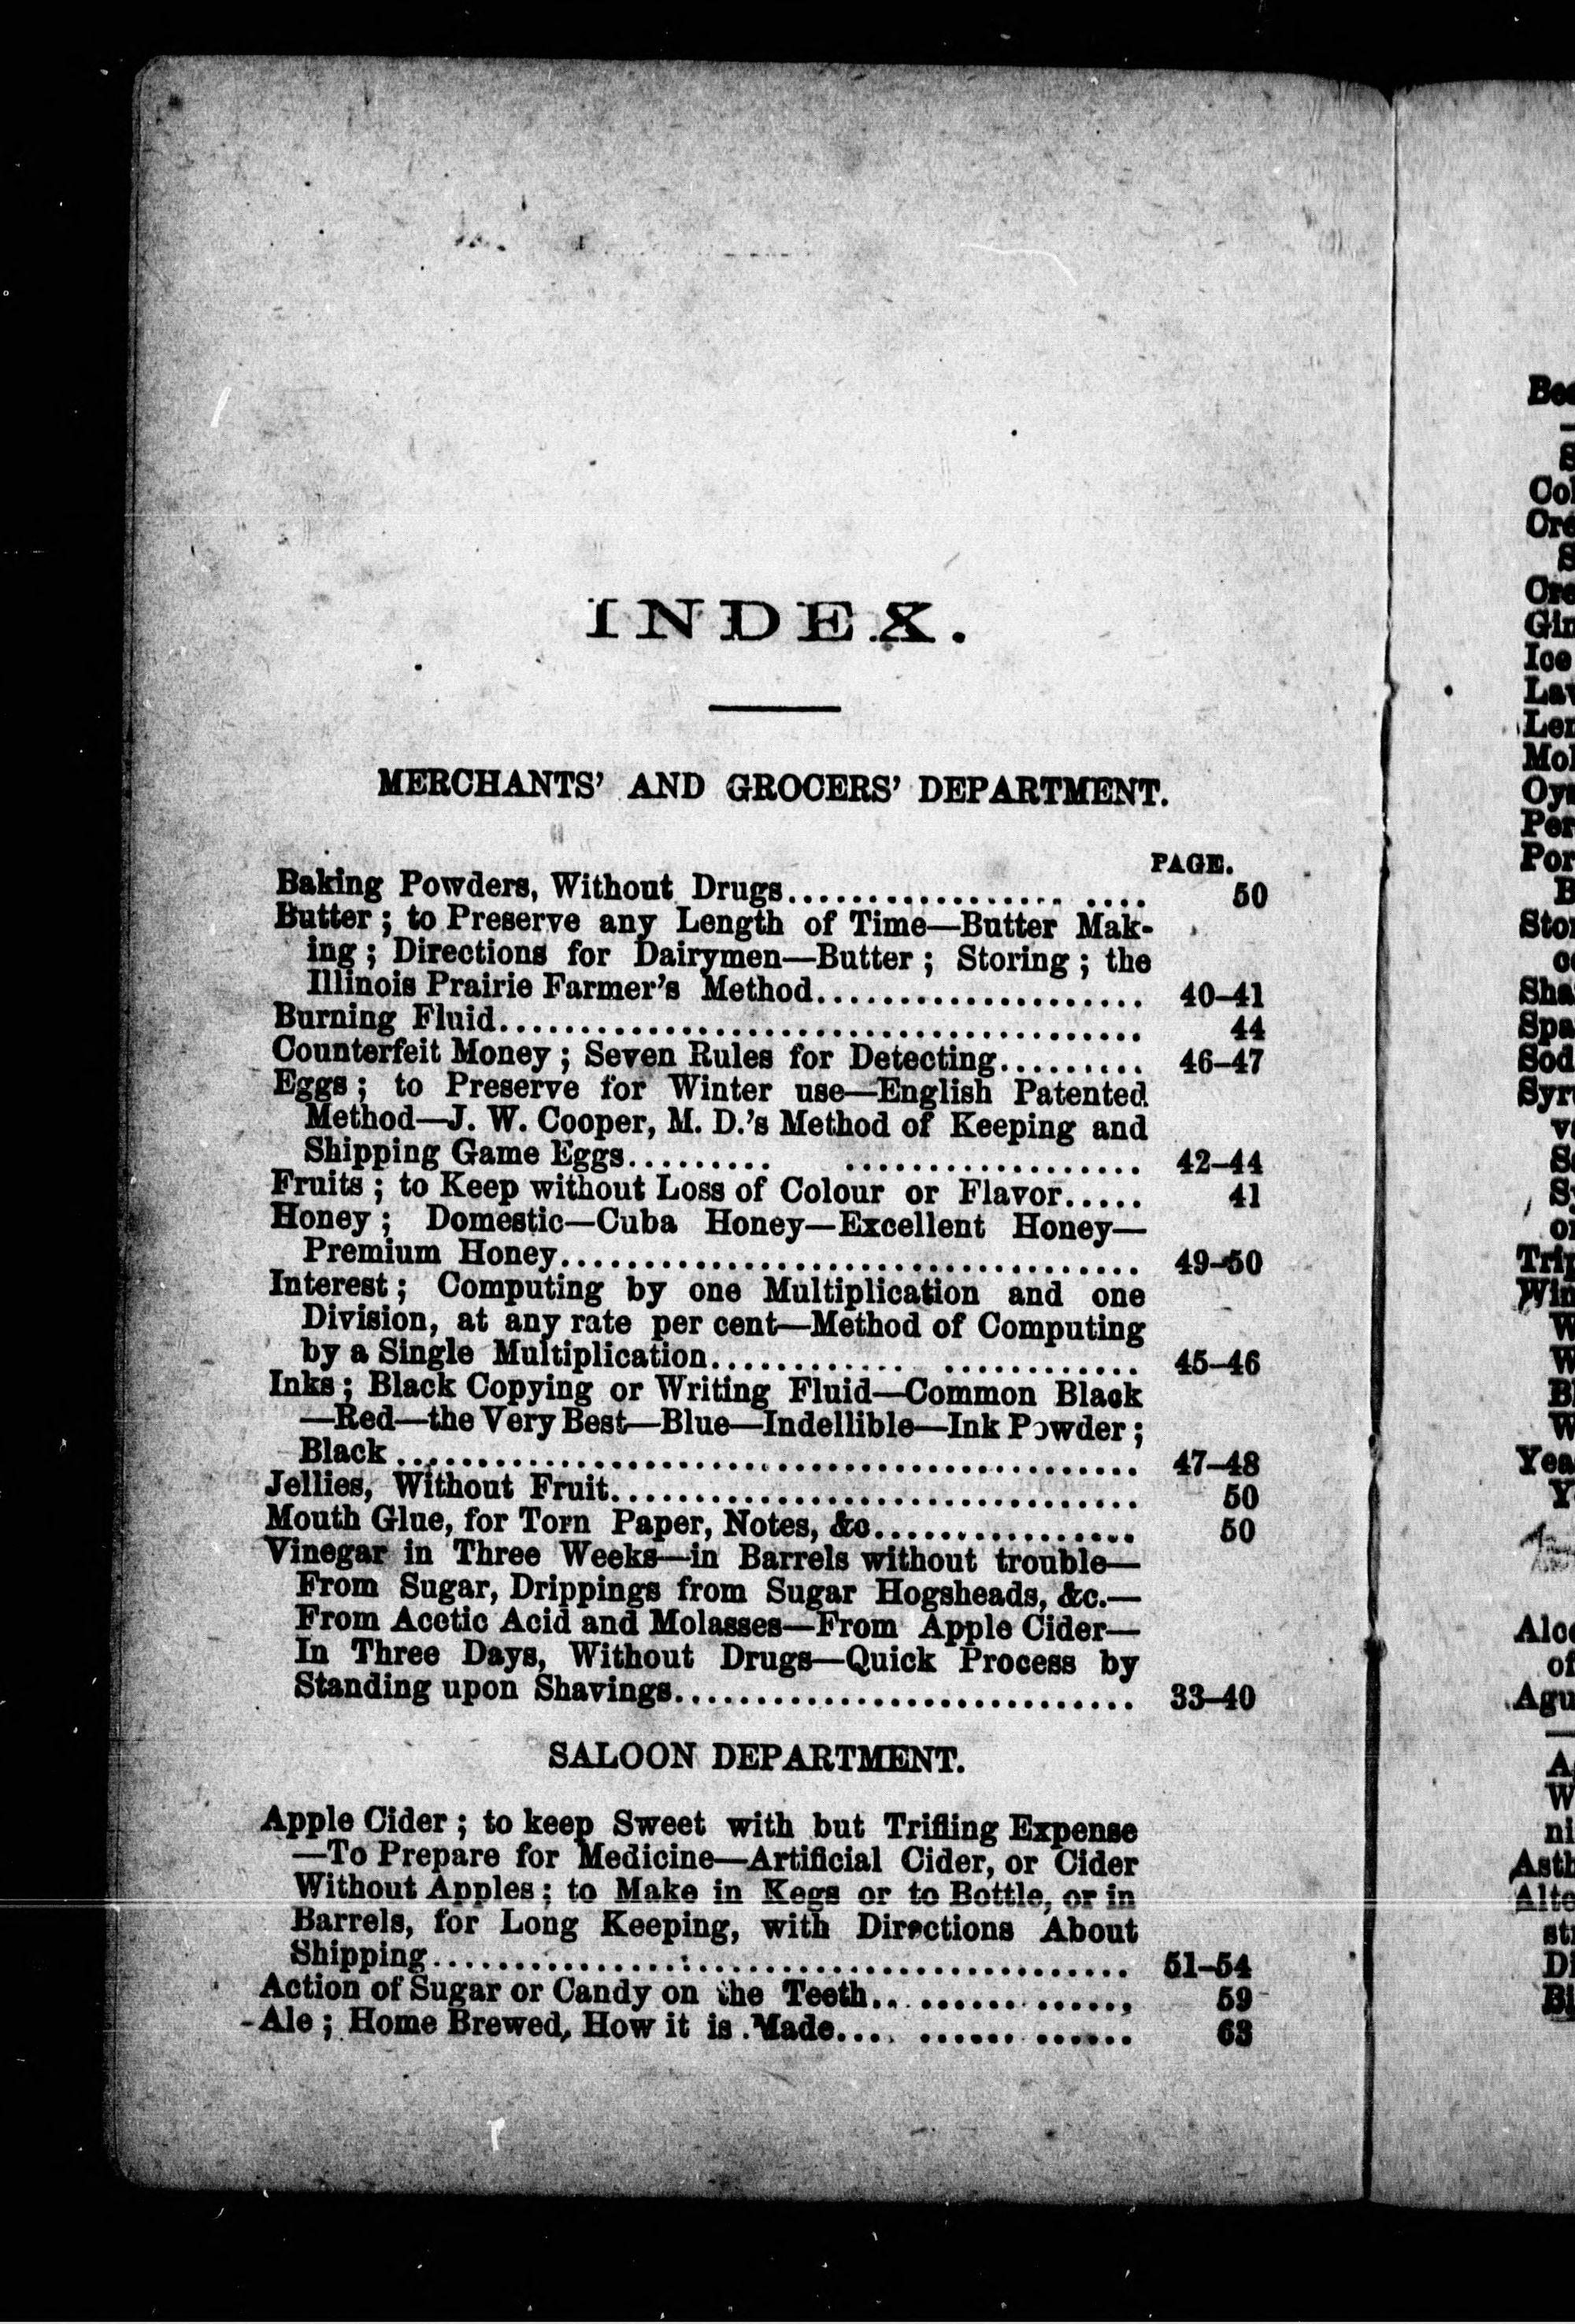 INDEX.
MERCHANTS' AND GROCERS' DEPARTMENT.
PAGE.
Baking Powders, Without Drugs.................. .... 50
Butter ; to Preserve any Length of Time—Butter Mak-
ing ; Directions for Dairymen—Butter ; Storing ; the
Illinois Prairie Farmer's Method..................... 40-41
Burning Fluid......................................... 44
Counterfeit Money ; Seven Rules for Detecting......... 46-47
Eggs ; to Preserve for Winter use—English Patented
Method—J. W. Cooper, M. D.'s Method of Keeping and
Shipping Game Eggs......... ................... 42-44
Fruits ; to Keep without Loss of Colour or Flavor..... 41
Honey ; Domestic—Cuba Honey—Excellent Honey—
Premium Honey..................................... 49-50
Interest ; Computing by one Multiplication and one
Division, at any rate per cent—Method of Computing
by a Single Multiplication............ ............ 45-46
Inks ; Black Copying or Writing Fluid—Common Black
—Red—the Very Best—Blue—Indellible—Ink Powder ;
Black ............................................... 47-48
Jellies, Without Fruit................................. 50
Mouth Glue, for Torn Paper, Notes, &c................ 50
Vinegar in Three Weeks—in Barrels without trouble—
From Sugar, Drippings from Sugar Hogsheads, &c.—
From Acetic Acid and Molasses—From Apple Cider—
In Three Days, Without Drugs—Quick Process by
Standing upon Shavings............................. 33-40
SALOON DEPARTMENT.
Apple Cider ; to keep Sweet with but Trifling Expense
—To Prepare for Medicine—Artificial Cider, or Cider
Without Apples ; to Make in Kegs or to Bottle, or in
Barrels, for Long Keeping, with Directions About
Shipping............................................. 51-54
Action of Sugar or Candy on the Teeth... ....... ...... 59
Ale ; Home Brewed, How it is Made.... ...... ...... 63